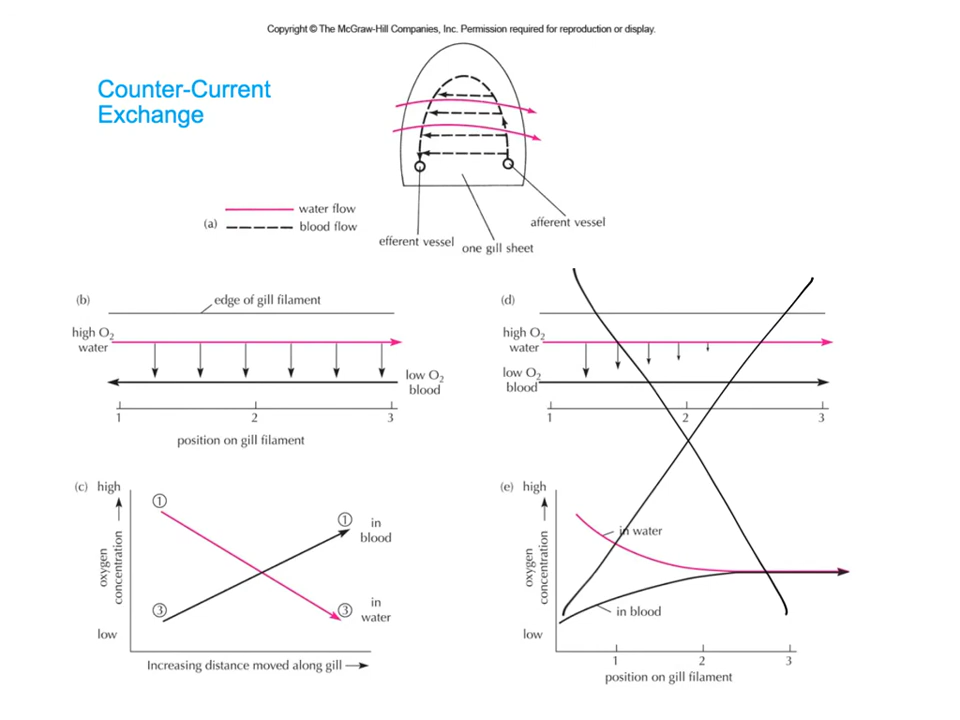 Copyright © The McGraw-Hill Companies, Inc. Permission required for reproduction or display.
Counter-Current
Exchange
(a)
water flow
blood flow
efferent vessel
one gill sheet
afferent vessel
(b)
edge of gill filament
high O₂
water
low O₂
blood
1 2 3
position on gill filament
(d)
high O₂
water
low O₂
blood
1 2 3
(c) high
① 
①
in
blood
oxygen
concentration
③
③
in
water
low
Increasing distance moved along gill
(e) high
in water
oxygen
concentration
in blood
low
1 2 3
position on gill filament